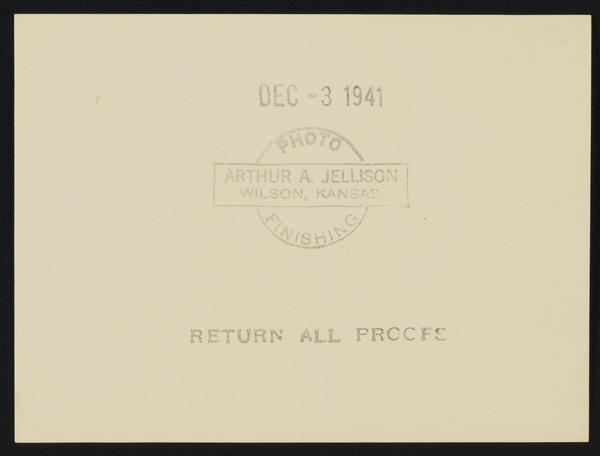 DEC -3 1941
PHOTO
ARTHUR A. JELLISON
WILSON, KANSAS.
FINISHING
RETURN ALL PROOFS